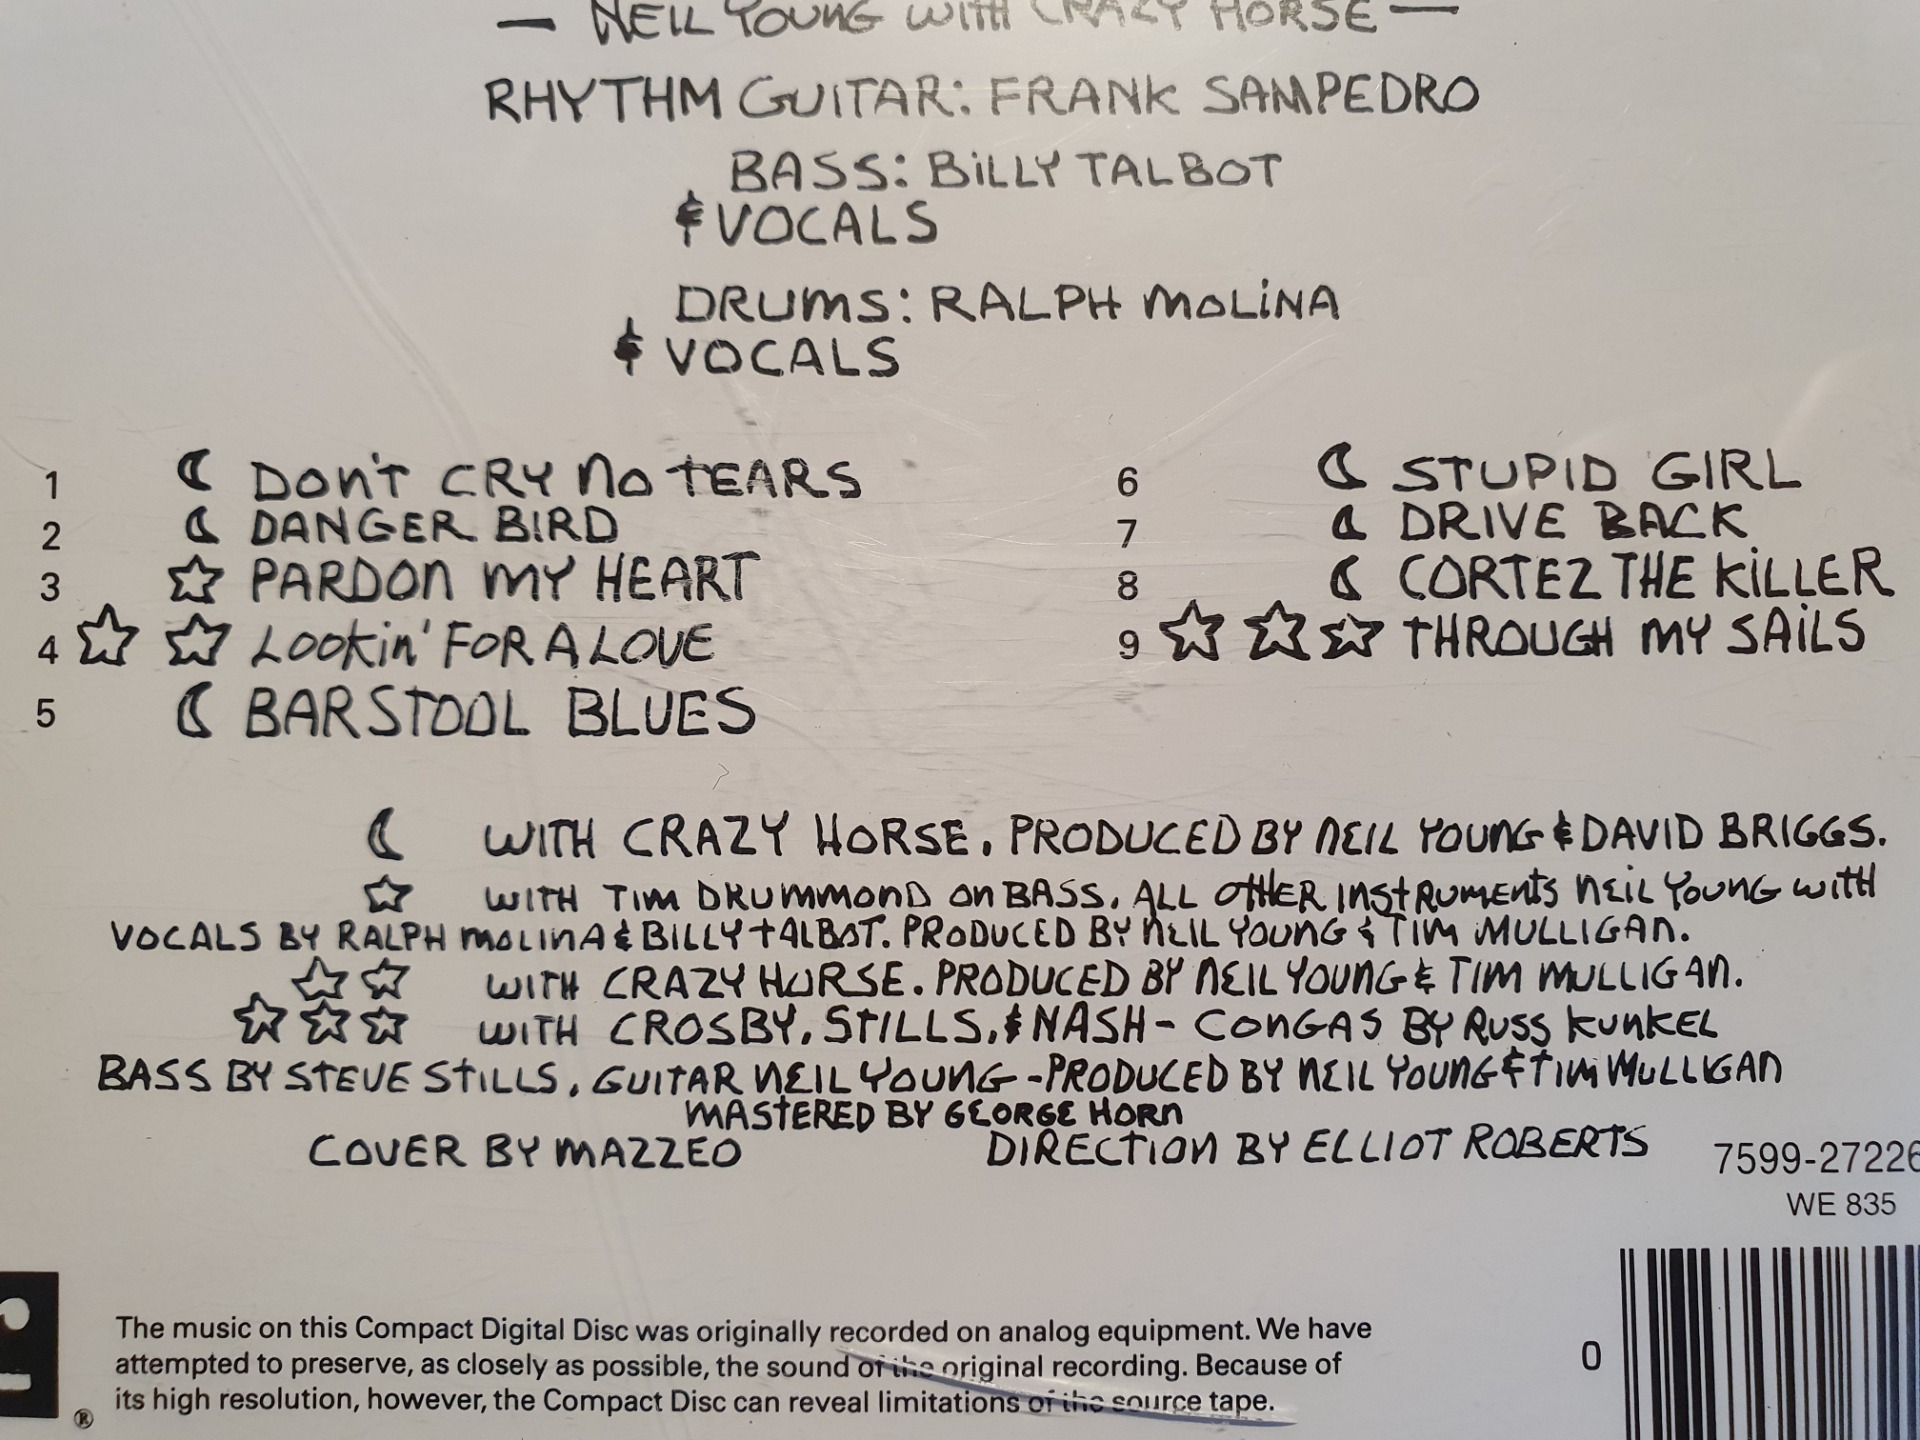 — NEIL YOUNG WITH CRAZY HORSE —
RHYTHM GUITAR: FRANK SAMPEDRO
BASS: BILLY TALBOT
& VOCALS
DRUMS: RALPH MOLINA
& VOCALS
1 ☾ DON'T CRY NO TEARS
2 ☾ DANGER BIRD
3 ☆ PARDON MY HEART
4 ☆ ☆ LOOKIN' FOR A LOVE
5 ☾ BARSTOOL BLUES
6 ☾ STUPID GIRL
7 ☾ DRIVE BACK
8 ☾ CORTEZ THE KILLER
9 ☆ ☆ ☆ THROUGH MY SAILS
☾ WITH CRAZY HORSE. PRODUCED BY NEIL YOUNG & DAVID BRIGGS.
☆ WITH TIM DRUMMOND ON BASS. ALL OTHER INSTRUMENTS NEIL YOUNG WITH
VOCALS BY RALPH MOLINA & BILLY TALBOT. PRODUCED BY NEIL YOUNG & TIM MULLIGAN.
☆ ☆ WITH CRAZY HORSE. PRODUCED BY NEIL YOUNG & TIM MULLIGAN.
☆ ☆ ☆ WITH CROSBY, STILLS, & NASH - CONGAS BY RUSS KUNKEL
BASS BY STEVE STILLS, GUITAR NEIL YOUNG - PRODUCED BY NEIL YOUNG & TIM MULLIGAN
MASTERED BY GEORGE HORN
COVER BY MAZZEO DIRECTION BY ELLIOT ROBERTS
7599-27226
WE 835
The music on this Compact Digital Disc was originally recorded on analog equipment. We have
attempted to preserve, as closely as possible, the sound of the original recording. Because of
its high resolution, however, the Compact Disc can reveal limitations of the source tape.
®
0